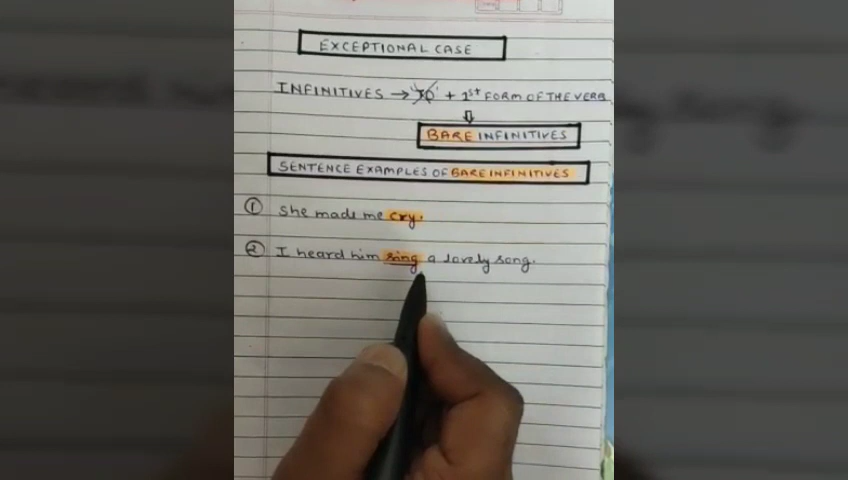 EXCEPTIONAL CASE
INFINITIVES → 'TO' + 1ST FORM OF THE VERB
BARE INFINITIVES
SENTENCE EXAMPLES OF BARE INFINITIVES
① She made me cry.
② I heard him sing a lovely song.